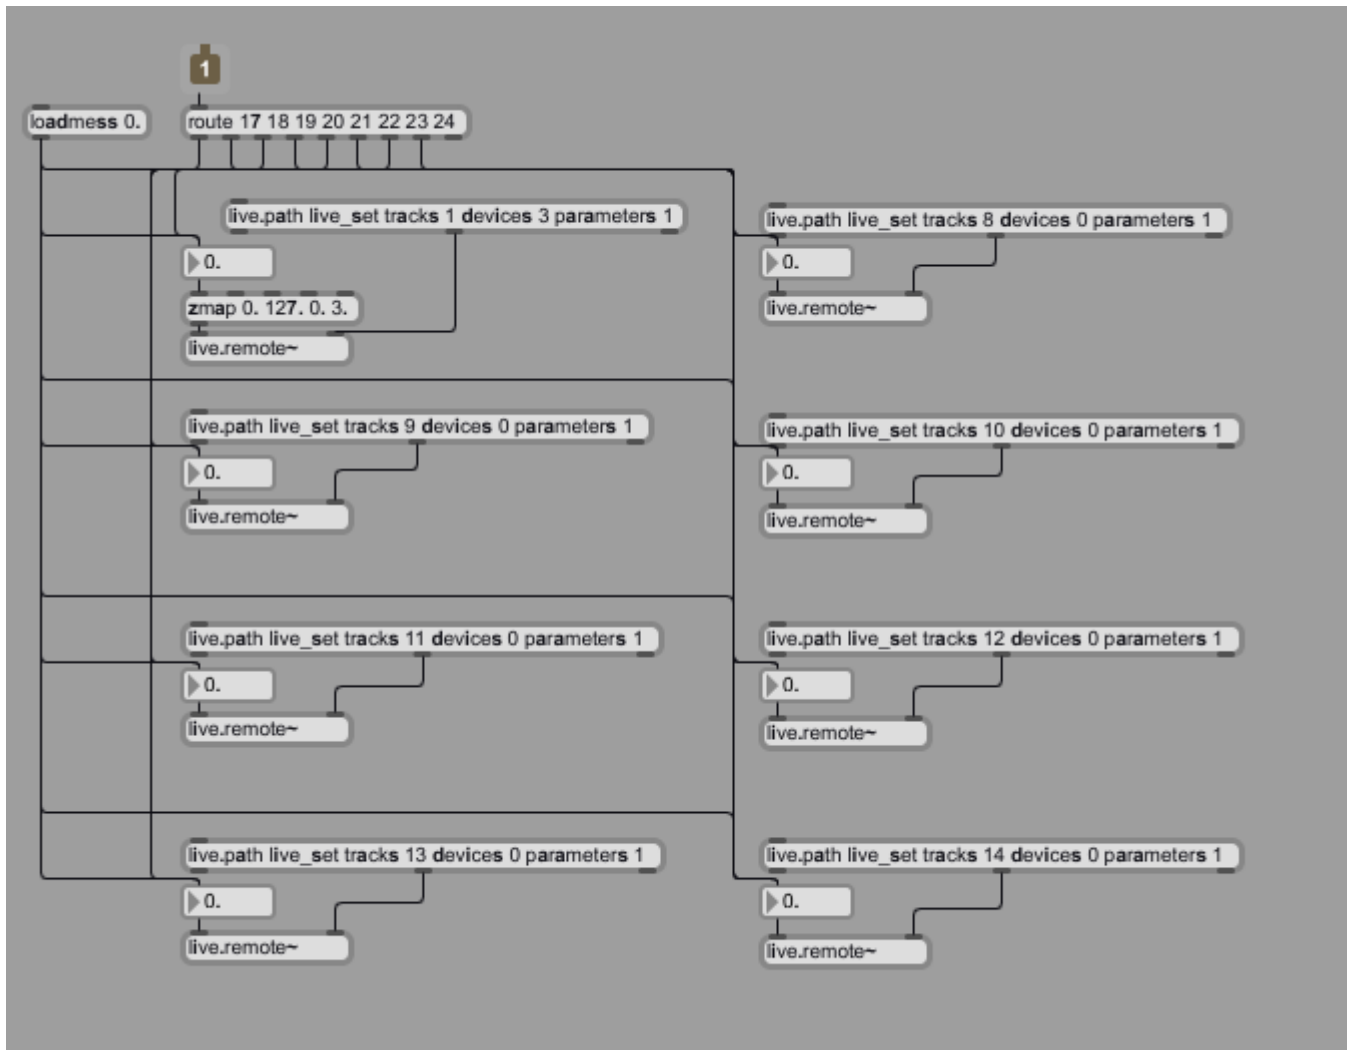 1
loadmess 0.
route 17 18 19 20 21 22 23 24
live.path live_set tracks 1 devices 3 parameters 1
live.path live_set tracks 8 devices 0 parameters 1
0.
0.
zmap 0. 127. 0. 3.
live.remote~
live.remote~
live.path live_set tracks 9 devices 0 parameters 1
live.path live_set tracks 10 devices 0 parameters 1
0.
0.
live.remote~
live.remote~
live.path live_set tracks 11 devices 0 parameters 1
live.path live_set tracks 12 devices 0 parameters 1
0.
0.
live.remote~
live.remote~
live.path live_set tracks 13 devices 0 parameters 1
live.path live_set tracks 14 devices 0 parameters 1
0.
0.
live.remote~
live.remote~